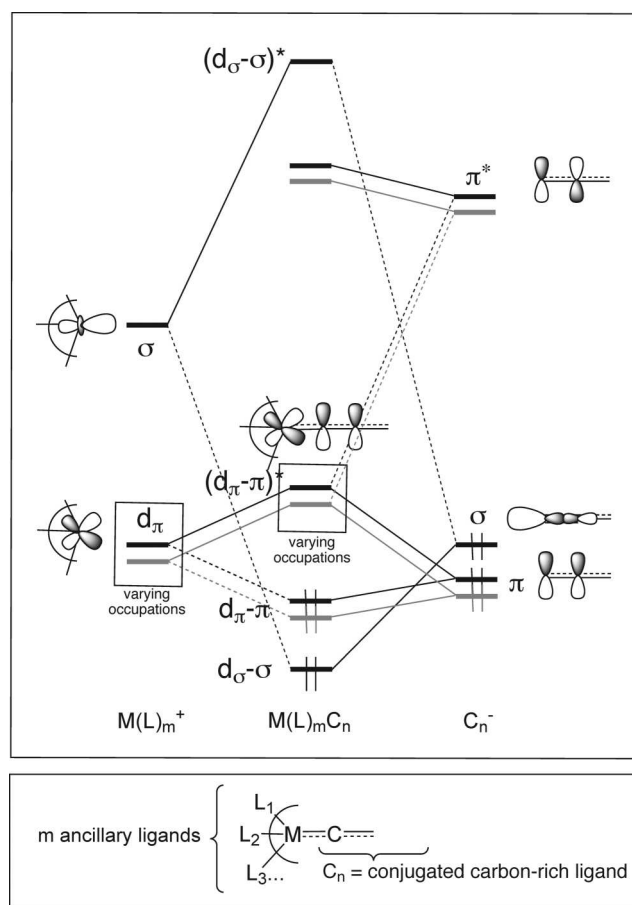 (dσ-σ)*
π*
σ
(dπ-π)*
dπ
varying
occupations
varying
occupations
σ
π
dπ-π
dσ-σ
M(L)m+
M(L)mCn
Cn-
m ancillary ligands
L1
L2
M
C
L3...
Cn = conjugated carbon-rich ligand